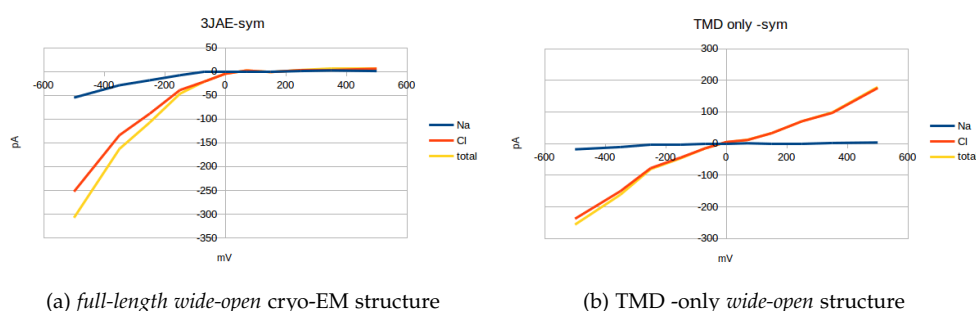 3JAE-sym
50
0
-600 -400 -200 0 200 400 600
-50
-100
-150
-200
-250
-300
-350
pA
mV
Na
Cl
total
(a) full-length wide-open cryo-EM structure
TMD only -sym
300
200
100
0
-600 -400 -200 0 200 400 600
-100
-200
-300
pA
mV
Na
Cl
tota
(b) TMD -only wide-open structure